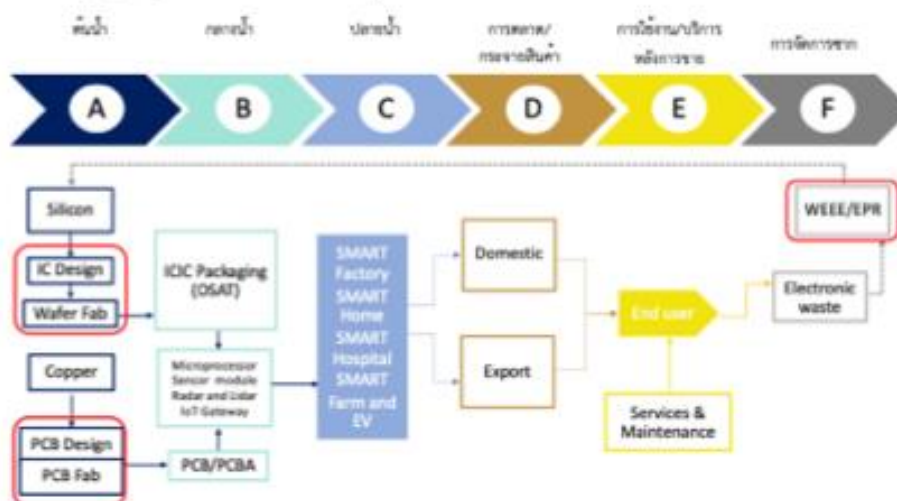 ต้นน้ำ
กลางน้ำ
ปลายน้ำ
การตลาด/
กระจายสินค้า
การใช้งาน/บริการ
หลังการขาย
การจัดการซาก
A
B
C
D
E
F
Silicon
IC Design
Wafer Fab
Copper
PCB Design
PCB Fab
ICIC Packaging
(OSAT)
Microprocessor
Sensor module
Radar and Lidar
IoT Gateway
PCB/PCBA
SMART
Factory
SMART
Home
SMART
Hospital
SMART
Farm and
EV
Domestic
Export
End user
Services &
Maintenance
WEEE/EPR
Electronic
waste